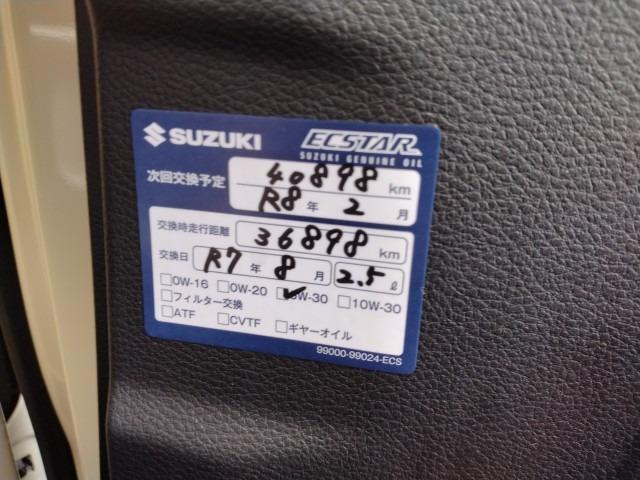 SUZUKI ECSTAR
SUZUKI GENUINE OIL
次回交換予定 40898 km
R8 年 2 月
交換時走行距離 36898 km
交換日 R7 年 8 月 2.5 ℓ
□0W-16 □0W-20 ☑5W-30 □10W-30
□フィルター交換
□ATF □CVTF □ギヤーオイル
99000-99024-ECS